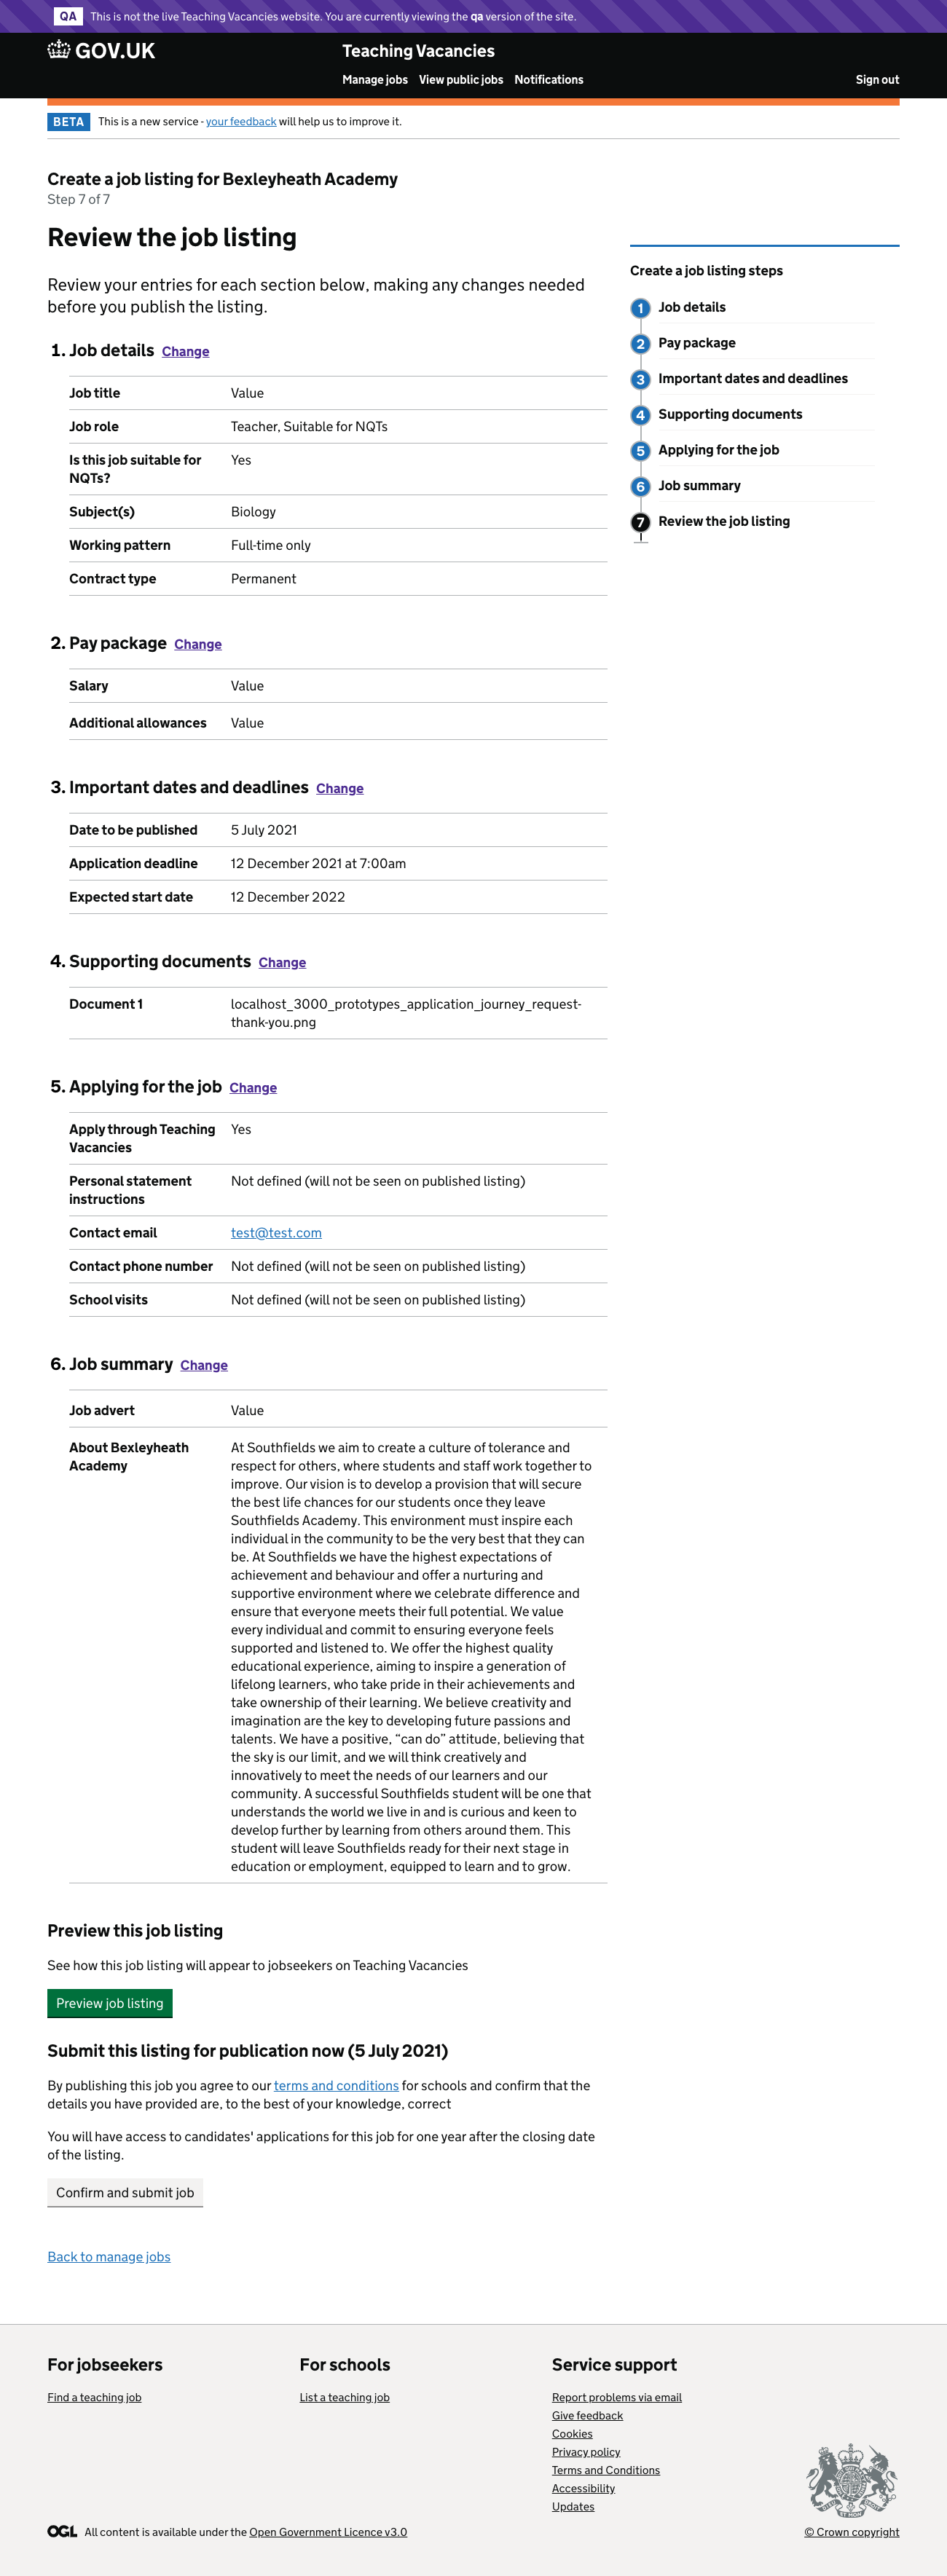 QA This is not the live Teaching Vacancies website. You are currently viewing the qa version of the site.
GOV.UK
Teaching Vacancies
Manage jobs View public jobs Notifications Sign out
BETA This is a new service - your feedback will help us to improve it.
Create a job listing for Bexleyheath Academy
Step 7 of 7
Review the job listing
Review your entries for each section below, making any changes needed
before you publish the listing.
1. Job details Change
Job title Value
Job role Teacher, Suitable for NQTs
Is this job suitable for Yes
NQTs?
Subject(s) Biology
Working pattern Full-time only
Contract type Permanent
2. Pay package Change
Salary Value
Additional allowances Value
3. Important dates and deadlines Change
Date to be published 5 July 2021
Application deadline 12 December 2021 at 7:00am
Expected start date 12 December 2022
4. Supporting documents Change
Document 1 localhost_3000_prototypes_application_journey_request-
thank-you.png
5. Applying for the job Change
Apply through Teaching Yes
Vacancies
Personal statement Not defined (will not be seen on published listing)
instructions
Contact email test@test.com
Contact phone number Not defined (will not be seen on published listing)
School visits Not defined (will not be seen on published listing)
6. Job summary Change
Job advert Value
About Bexleyheath
Academy
At Southfields we aim to create a culture of tolerance and
respect for others, where students and staff work together to
improve. Our vision is to develop a provision that will secure
the best life chances for our students once they leave
Southfields Academy. This environment must inspire each
individual in the community to be the very best that they can
be. At Southfields we have the highest expectations of
achievement and behaviour and offer a nurturing and
supportive environment where we celebrate difference and
ensure that everyone meets their full potential. We value
every individual and commit to ensuring everyone feels
supported and listened to. We offer the highest quality
educational experience, aiming to inspire a generation of
lifelong learners, who take pride in their achievements and
take ownership of their learning. We believe creativity and
imagination are the key to developing future passions and
talents. We have a positive, “can do” attitude, believing that
the sky is our limit, and we will think creatively and
innovatively to meet the needs of our learners and our
community. A successful Southfields student will be one that
understands the world we live in and is curious and keen to
develop further by learning from others around them. This
student will leave Southfields ready for their next stage in
education or employment, equipped to learn and to grow.
Preview this job listing
See how this job listing will appear to jobseekers on Teaching Vacancies
Preview job listing
Submit this listing for publication now (5 July 2021)
By publishing this job you agree to our terms and conditions for schools and confirm that the
details you have provided are, to the best of your knowledge, correct
You will have access to candidates' applications for this job for one year after the closing date
of the listing.
Confirm and submit job
Back to manage jobs
Create a job listing steps
1 Job details
2 Pay package
3 Important dates and deadlines
4 Supporting documents
5 Applying for the job
6 Job summary
7 Review the job listing
For jobseekers
Find a teaching job
For schools
List a teaching job
Service support
Report problems via email
Give feedback
Cookies
Privacy policy
Terms and Conditions
Accessibility
Updates
OGL All content is available under the Open Government Licence v3.0
© Crown copyright